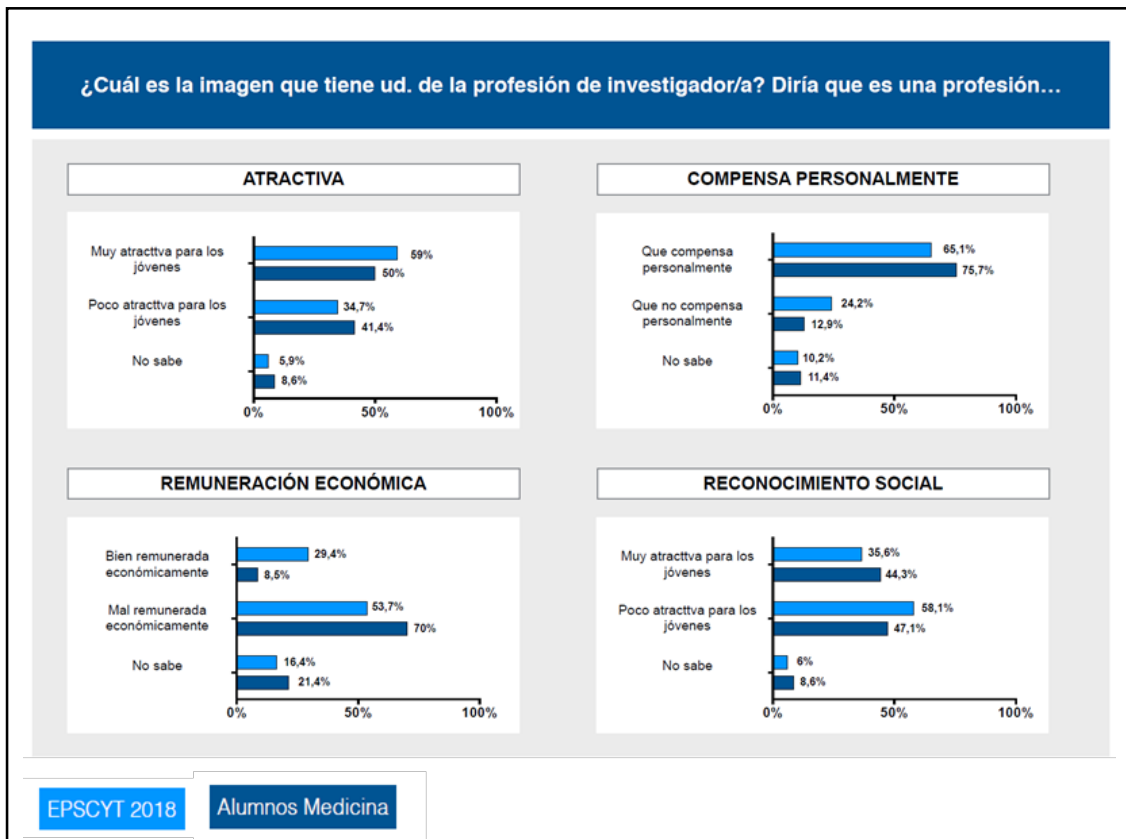 ¿Cuál es la imagen que tiene ud. de la profesión de investigador/a? Diría que es una profesión...
ATRACTIVA
Muy atracttva para los
jóvenes
59%
50%
Poco atracttva para los
jóvenes
34,7%
41,4%
No sabe
5,9%
8,6%
0%
50%
100%
COMPENSA PERSONALMENTE
Que compensa
personalmente
65,1%
75,7%
Que no compensa
personalmente
24,2%
12,9%
No sabe
10,2%
11,4%
0%
50%
100%
REMUNERACIÓN ECONÓMICA
Bien remunerada
económicamente
29,4%
8,5%
Mal remunerada
económicamente
53,7%
70%
No sabe
16,4%
21,4%
0%
50%
100%
RECONOCIMIENTO SOCIAL
Muy atracttva para los
jóvenes
35,6%
44,3%
Poco atracttva para los
jóvenes
58,1%
47,1%
No sabe
6%
8,6%
0%
50%
100%
EPSCYT 2018
Alumnos Medicina